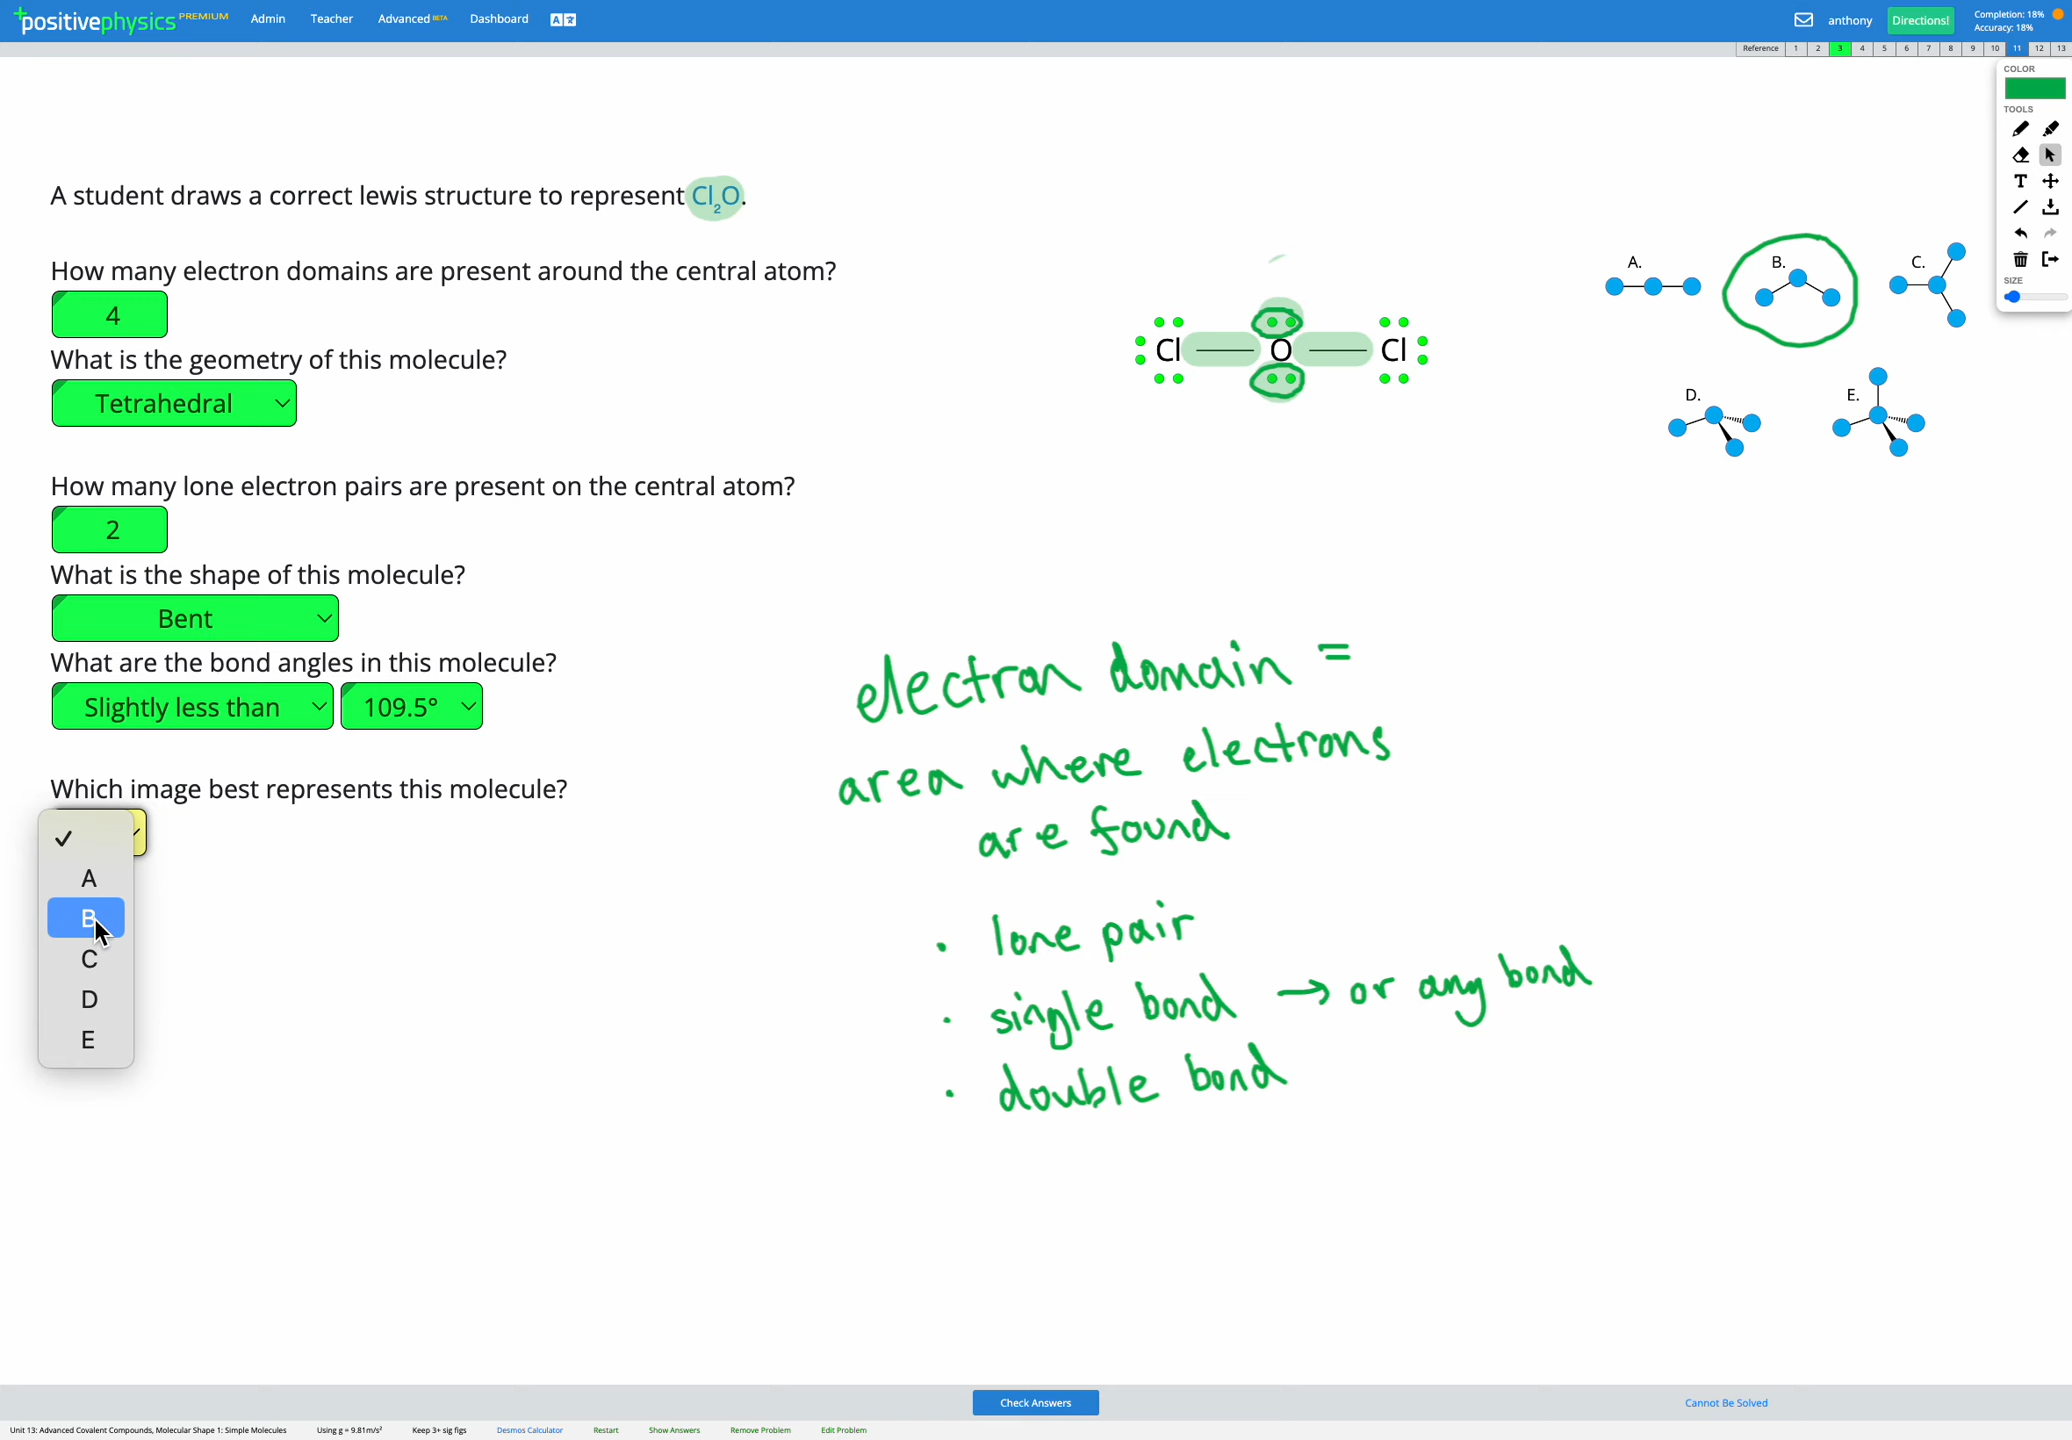 positivephysics PREMIUM Admin Teacher Advanced BETA Dashboard A anthony Directions! Completion: 18%
Accuracy: 18%
Reference 1 2 3 4 5 6 7 8 9 10 11 12 13
COLOR
TOOLS
T
SIZE
A student draws a correct lewis structure to represent Cl₂O.
How many electron domains are present around the central atom?
4
What is the geometry of this molecule?
Tetrahedral
How many lone electron pairs are present on the central atom?
2
What is the shape of this molecule?
Bent
What are the bond angles in this molecule?
Slightly less than 109.5°
Which image best represents this molecule?
✓
A
B
C
D
E
Cl O Cl
A. B. C.
D. E.
electron domain =
area where electrons
are found
• lone pair
• single bond → or any bond
• double bond
Check Answers Cannot Be Solved
Unit 13: Advanced Covalent Compounds, Molecular Shape 1: Simple Molecules Using g = 9.81m/s² Keep 3+ sig figs Desmos Calculator Restart Show Answers Remove Problem Edit Problem